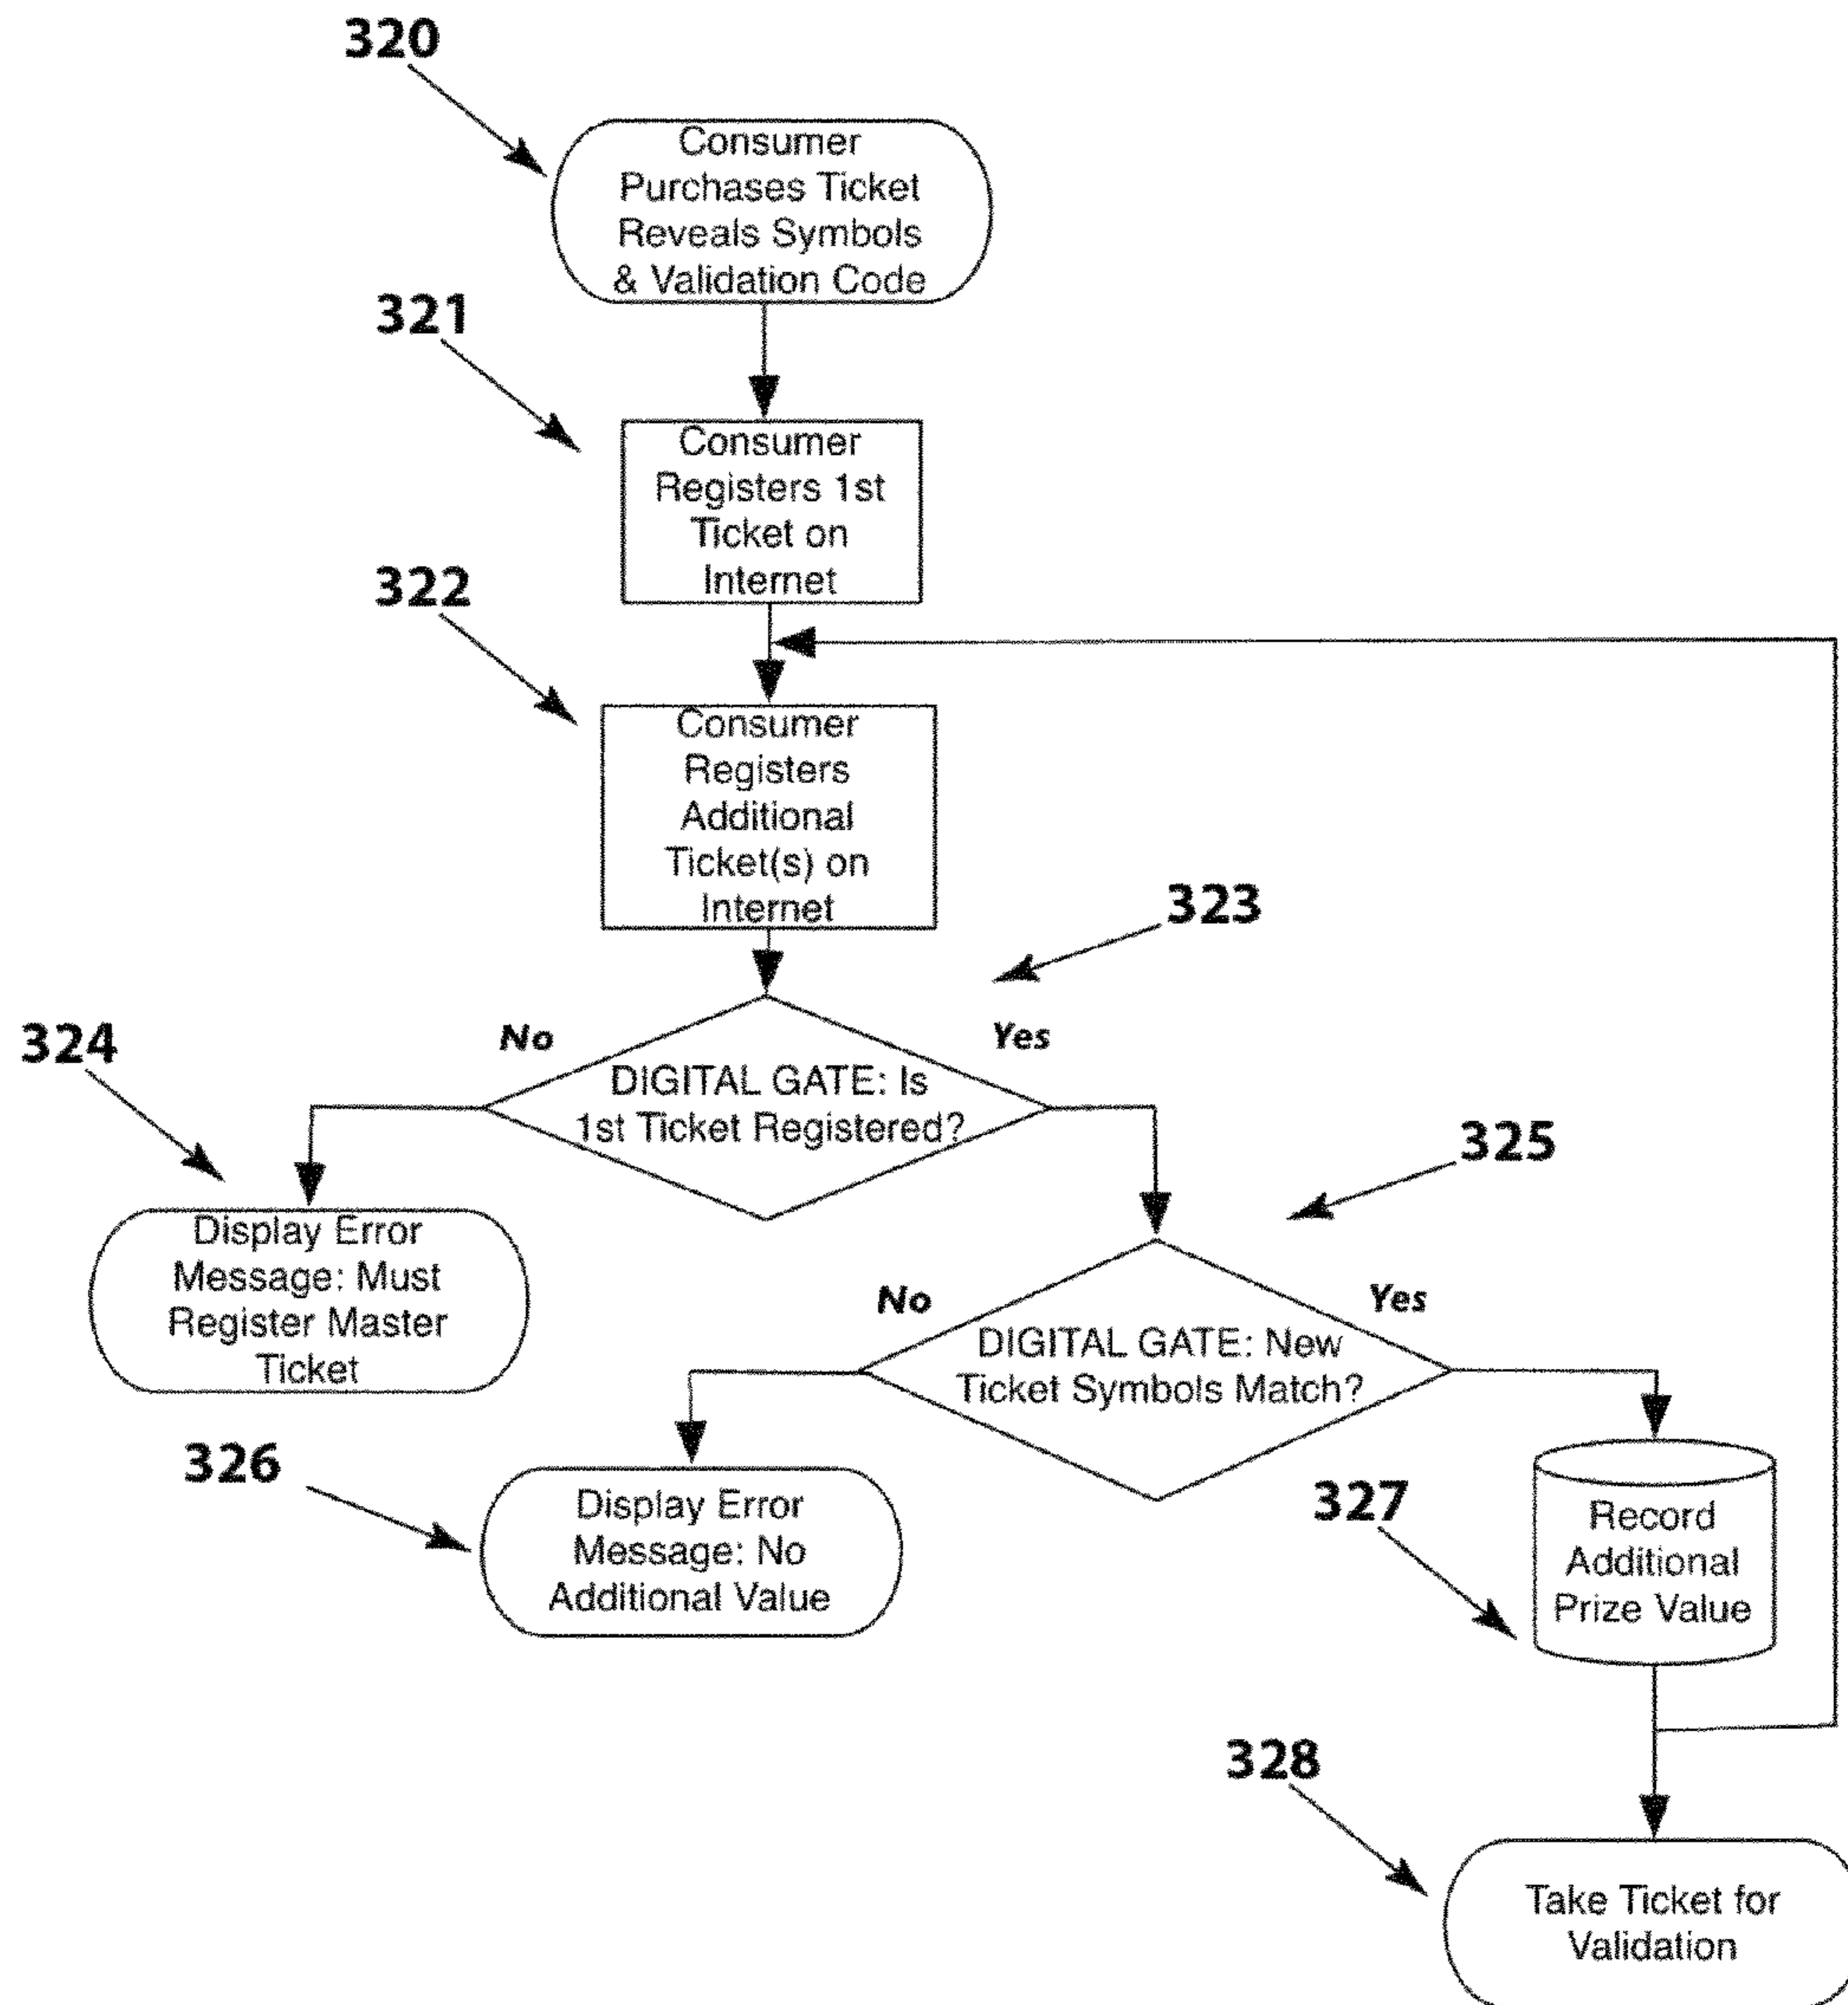 320
Consumer
Purchases Ticket
Reveals Symbols
& Validation Code
321
Consumer
Registers 1st
Ticket on
Internet
322
Consumer
Registers
Additional
Ticket(s) on
Internet
323
No
Yes
DIGITAL GATE: Is
1st Ticket Registered?
324
Display Error
Message: Must
Register Master
Ticket
325
No
Yes
DIGITAL GATE: New
Ticket Symbols Match?
326
Display Error
Message: No
Additional Value
327
Record
Additional
Prize Value
328
Take Ticket for
Validation